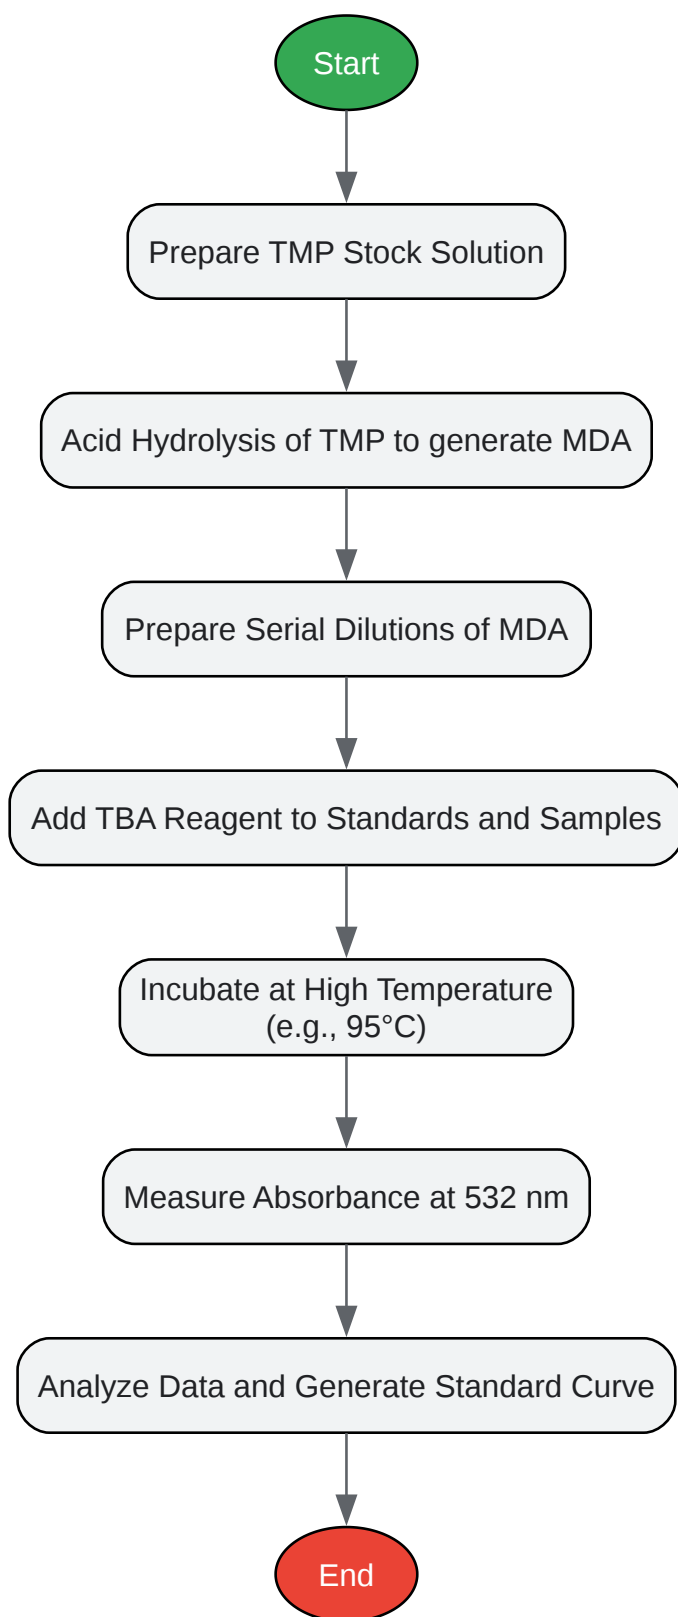 Start
Prepare TMP Stock Solution
Acid Hydrolysis of TMP to generate MDA
Prepare Serial Dilutions of MDA
Add TBA Reagent to Standards and Samples
Incubate at High Temperature
(e.g., 95°C)
Measure Absorbance at 532 nm
Analyze Data and Generate Standard Curve
End